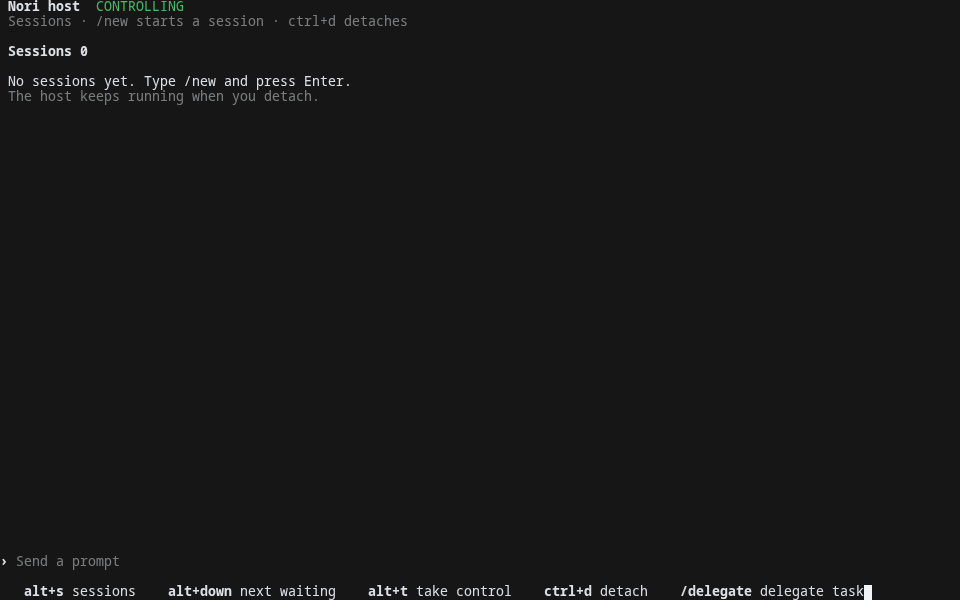 Nori host  CONTROLLING
Sessions · /new starts a session · ctrl+d detaches
Sessions 0
No sessions yet. Type /new and press Enter.
The host keeps running when you detach.
› Send a prompt
alt+s sessions    alt+down next waiting    alt+t take control    ctrl+d detach    /delegate delegate task